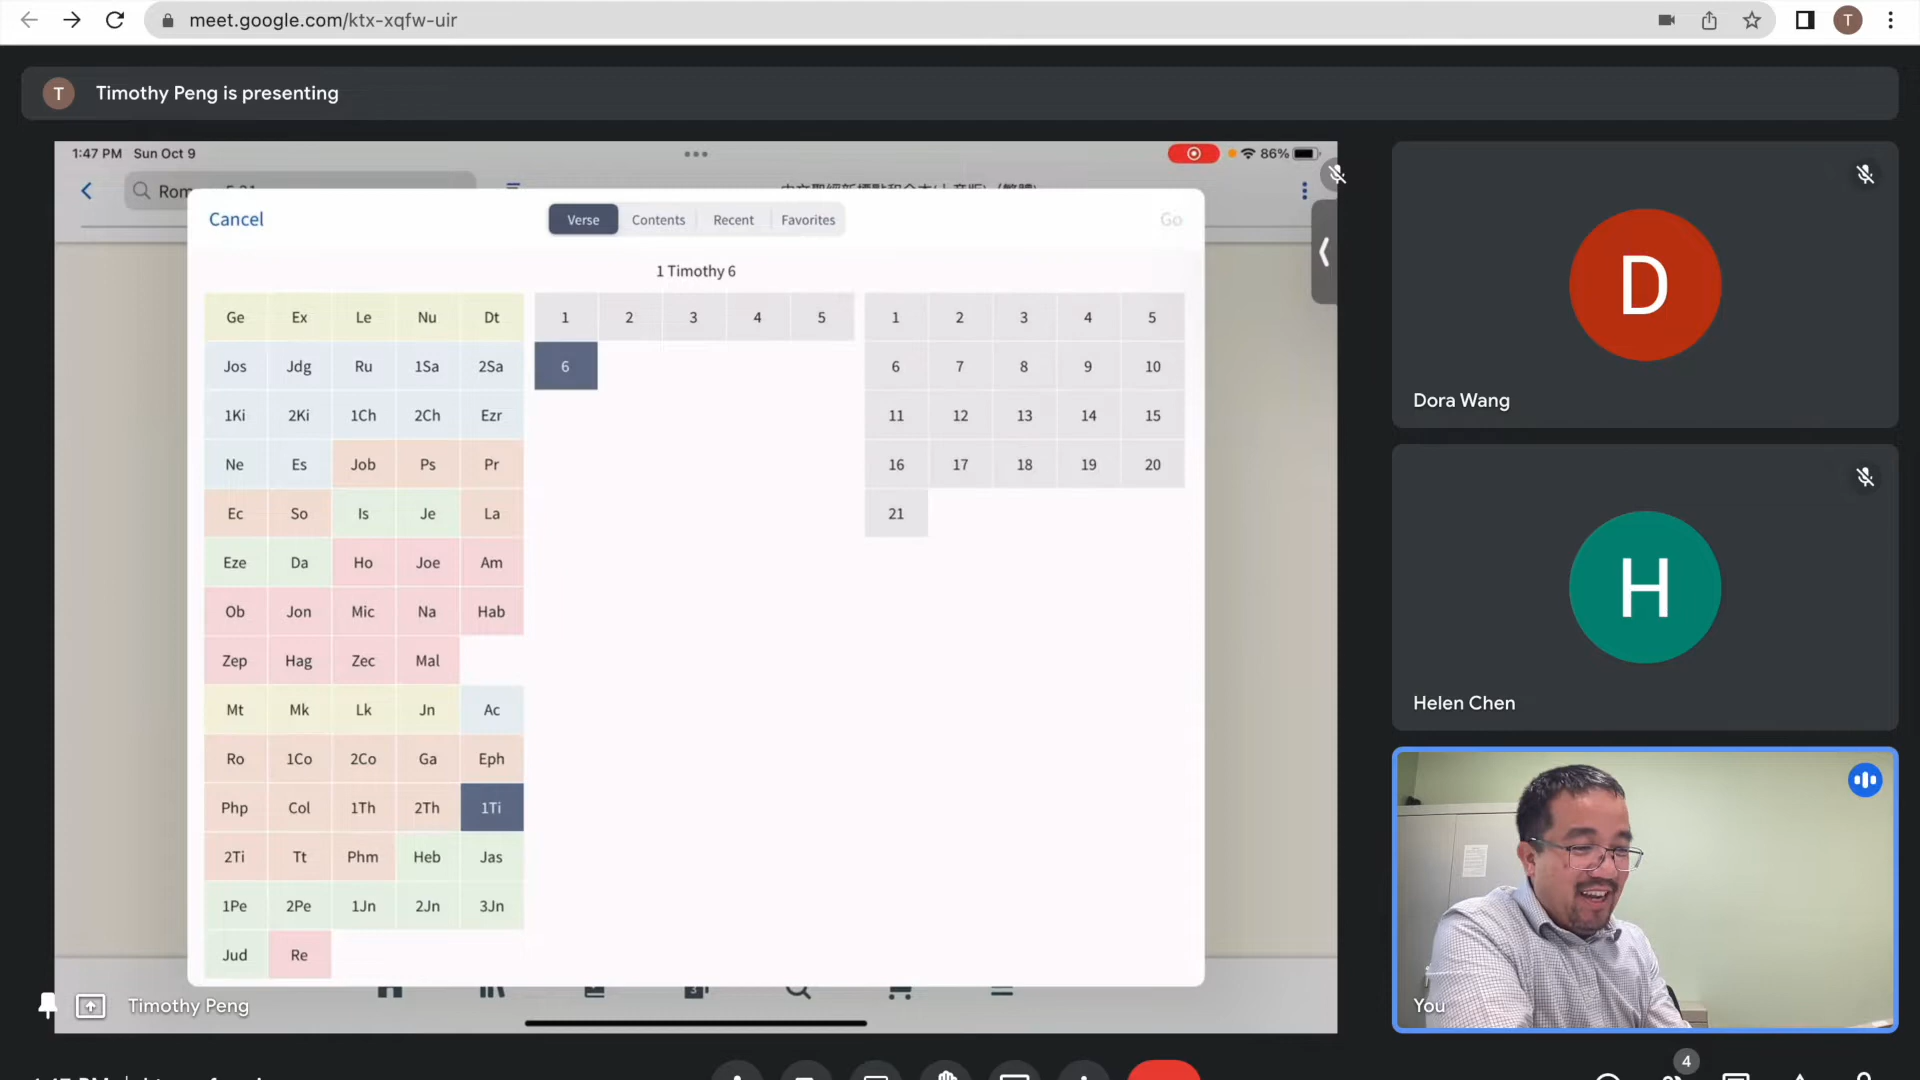 meet.google.com/ktx-xqfw-uir
T
T
Timothy Peng is presenting
1:47 PM Sun Oct 9
86%
Rom
Cancel
Verse
Contents
Recent
Favorites
Go
1 Timothy 6
Ge Ex Le Nu Dt
Jos Jdg Ru 1Sa 2Sa
1Ki 2Ki 1Ch 2Ch Ezr
Ne Es Job Ps Pr
Ec So Is Je La
Eze Da Ho Joe Am
Ob Jon Mic Na Hab
Zep Hag Zec Mal
Mt Mk Lk Jn Ac
Ro 1Co 2Co Ga Eph
Php Col 1Th 2Th 1Ti
2Ti Tt Phm Heb Jas
1Pe 2Pe 1Jn 2Jn 3Jn
Jud Re
1 2 3 4 5
6
1 2 3 4 5
6 7 8 9 10
11 12 13 14 15
16 17 18 19 20
21
3
Timothy Peng
D
Dora Wang
H
Helen Chen
You
4